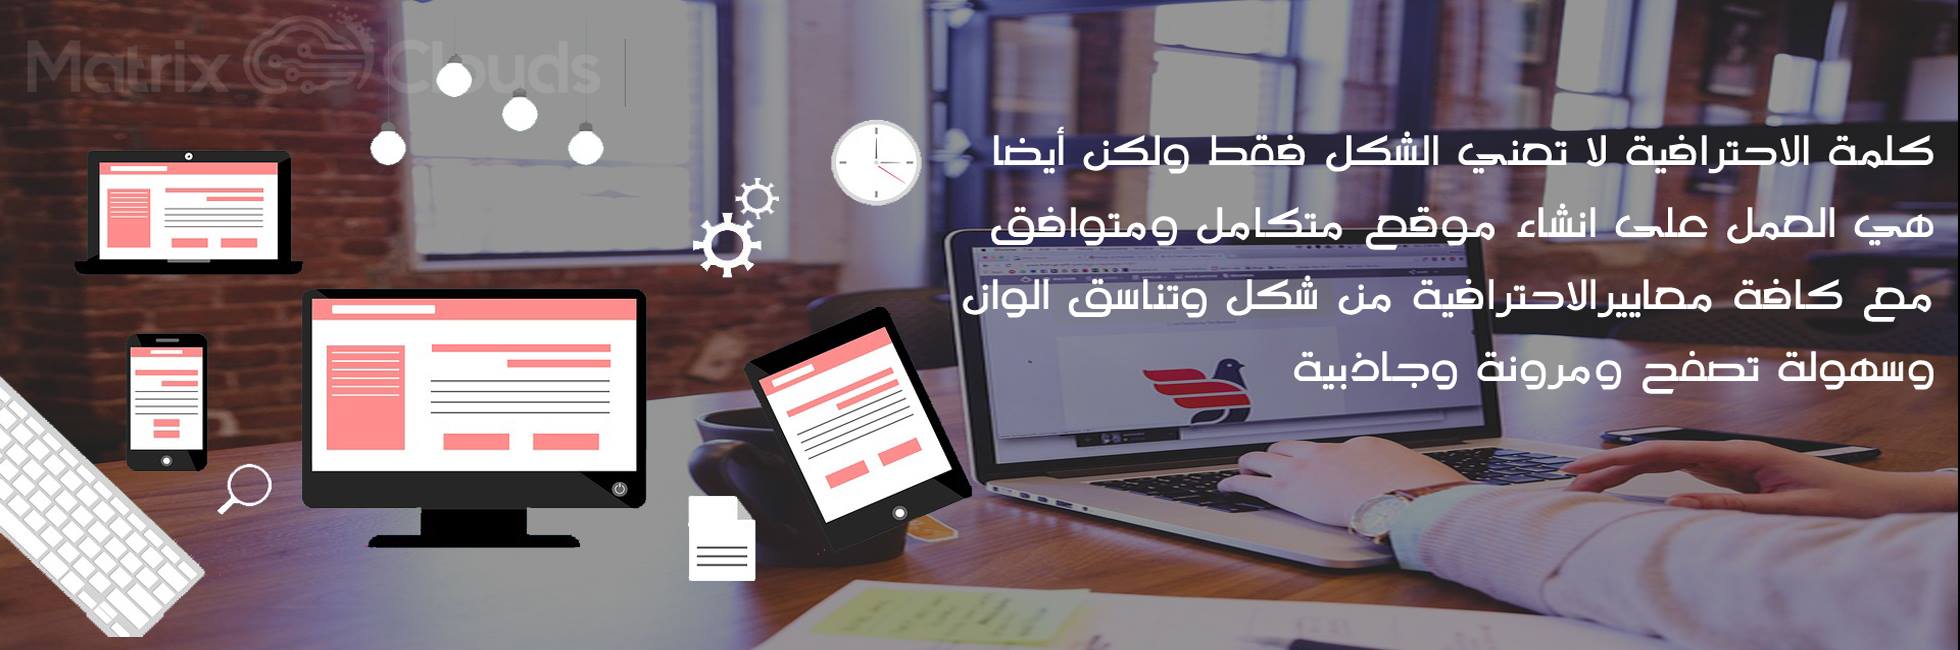 Matrix Clouds
كلمة الاحترافية لا تعني الشكل فقط ولكن أيضا
هي العمل على انشاء موقع متكامل ومتوافق
مع كافة معاييرالاحترافية من شكل وتناسق الوان
وسهولة تصفح ومرونة وجاذبية